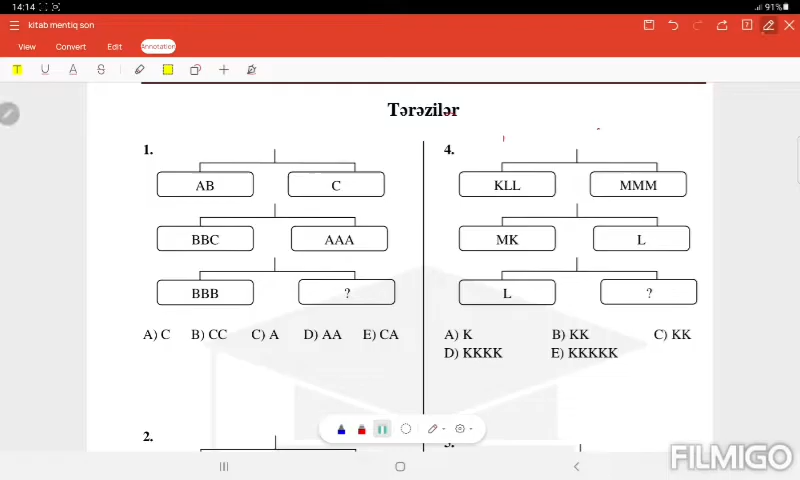 14:14
91%
kitab mentiq son
View Convert Edit Annotation
Tərəzilər
1.
AB C
BBC AAA
BBB ?
A) C B) CC C) A D) AA E) CA
2.
4.
KLL MMM
MK L
L ?
A) K B) KK C) KK
D) KKKK E) KKKKK
FILMIGO